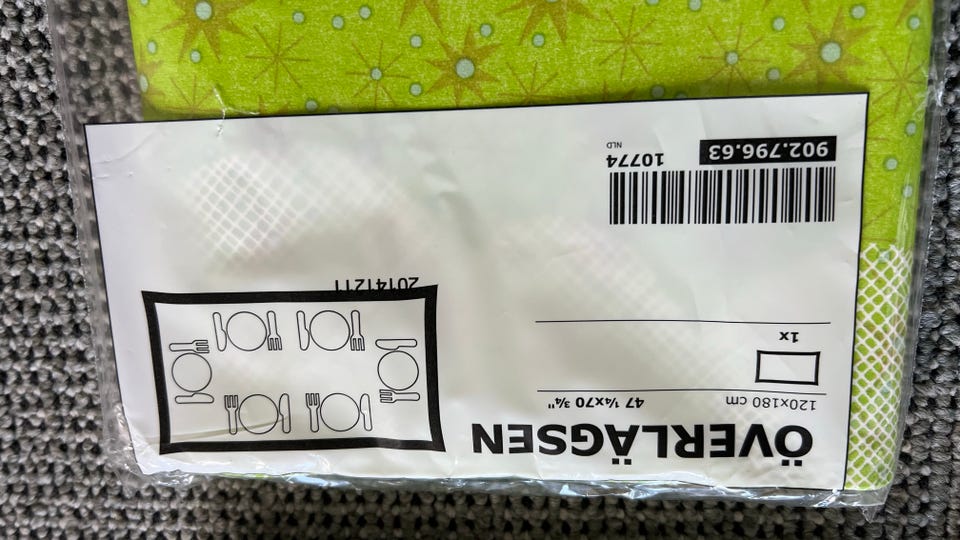 ÖVERLÄGSEN
120x180 cm 47 ¼x70 ¾"
1x
20141211
902.796.63 10774
NLD